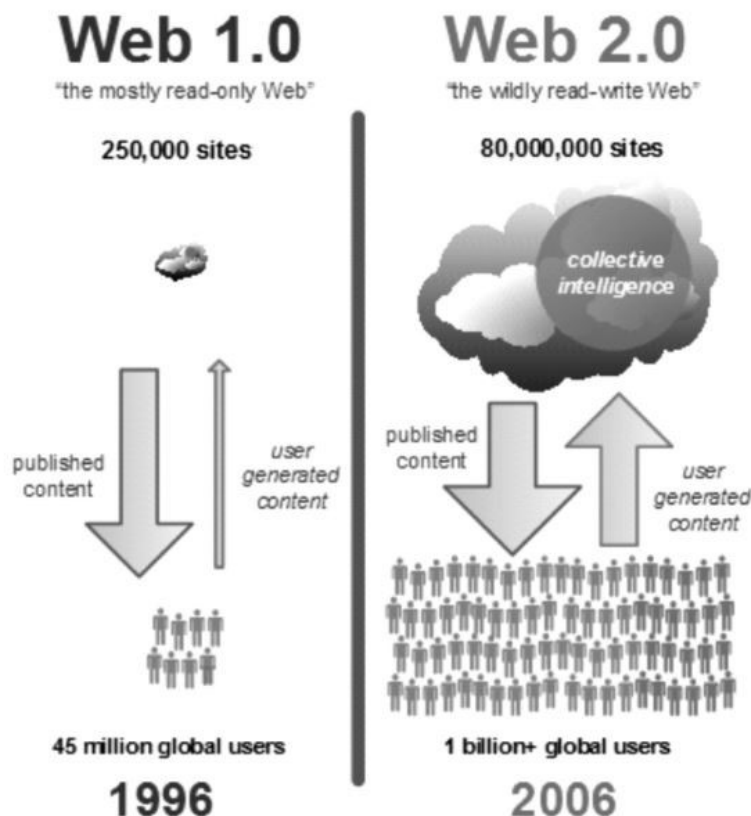 Web 1.0
"the mostly read-only Web"
250,000 sites
published
content
user
generated
content
45 million global users
1996
Web 2.0
"the wildly read-write Web"
80,000,000 sites
collective
intelligence
published
content
user
generated
content
1 billion+ global users
2006